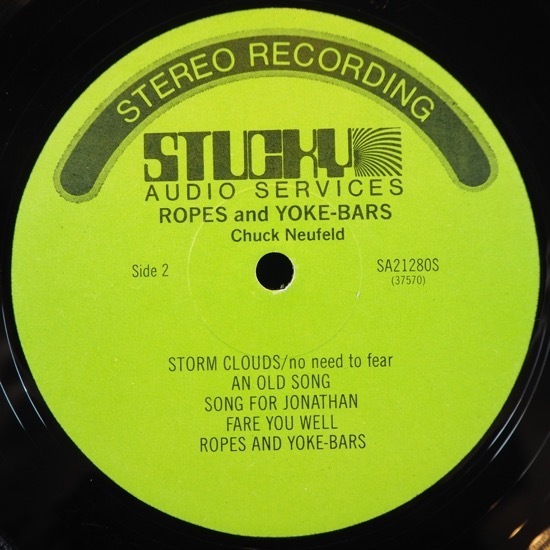 STEREO RECORDING
STUCKY
AUDIO SERVICES
ROPES and YOKE-BARS
Chuck Neufeld
Side 2
SA21280S
(37570)
STORM CLOUDS/no need to fear
AN OLD SONG
SONG FOR JONATHAN
FARE YOU WELL
ROPES AND YOKE-BARS